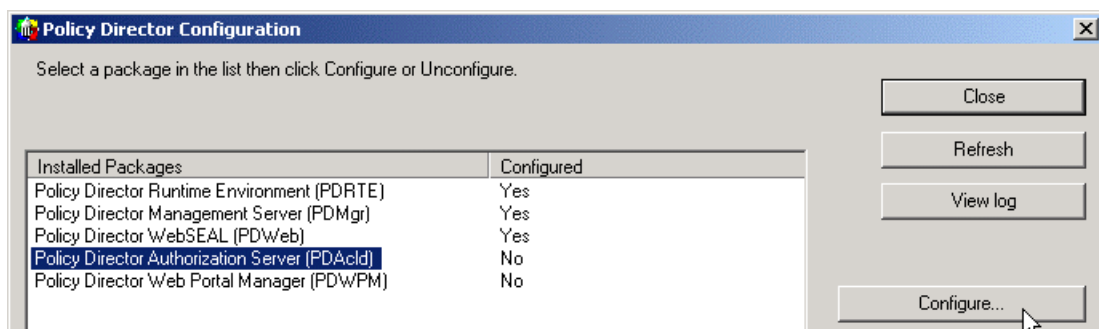 Policy Director Configuration
Select a package in the list then click Configure or Unconfigure.
Close
Refresh
View log
Installed Packages Configured
Policy Director Runtime Environment (PDRTE) Yes
Policy Director Management Server (PDMgr) Yes
Policy Director WebSEAL (PDWeb) Yes
Policy Director Authorization Server (PDAcld) No
Policy Director Web Portal Manager (PDWPM) No
Configure...